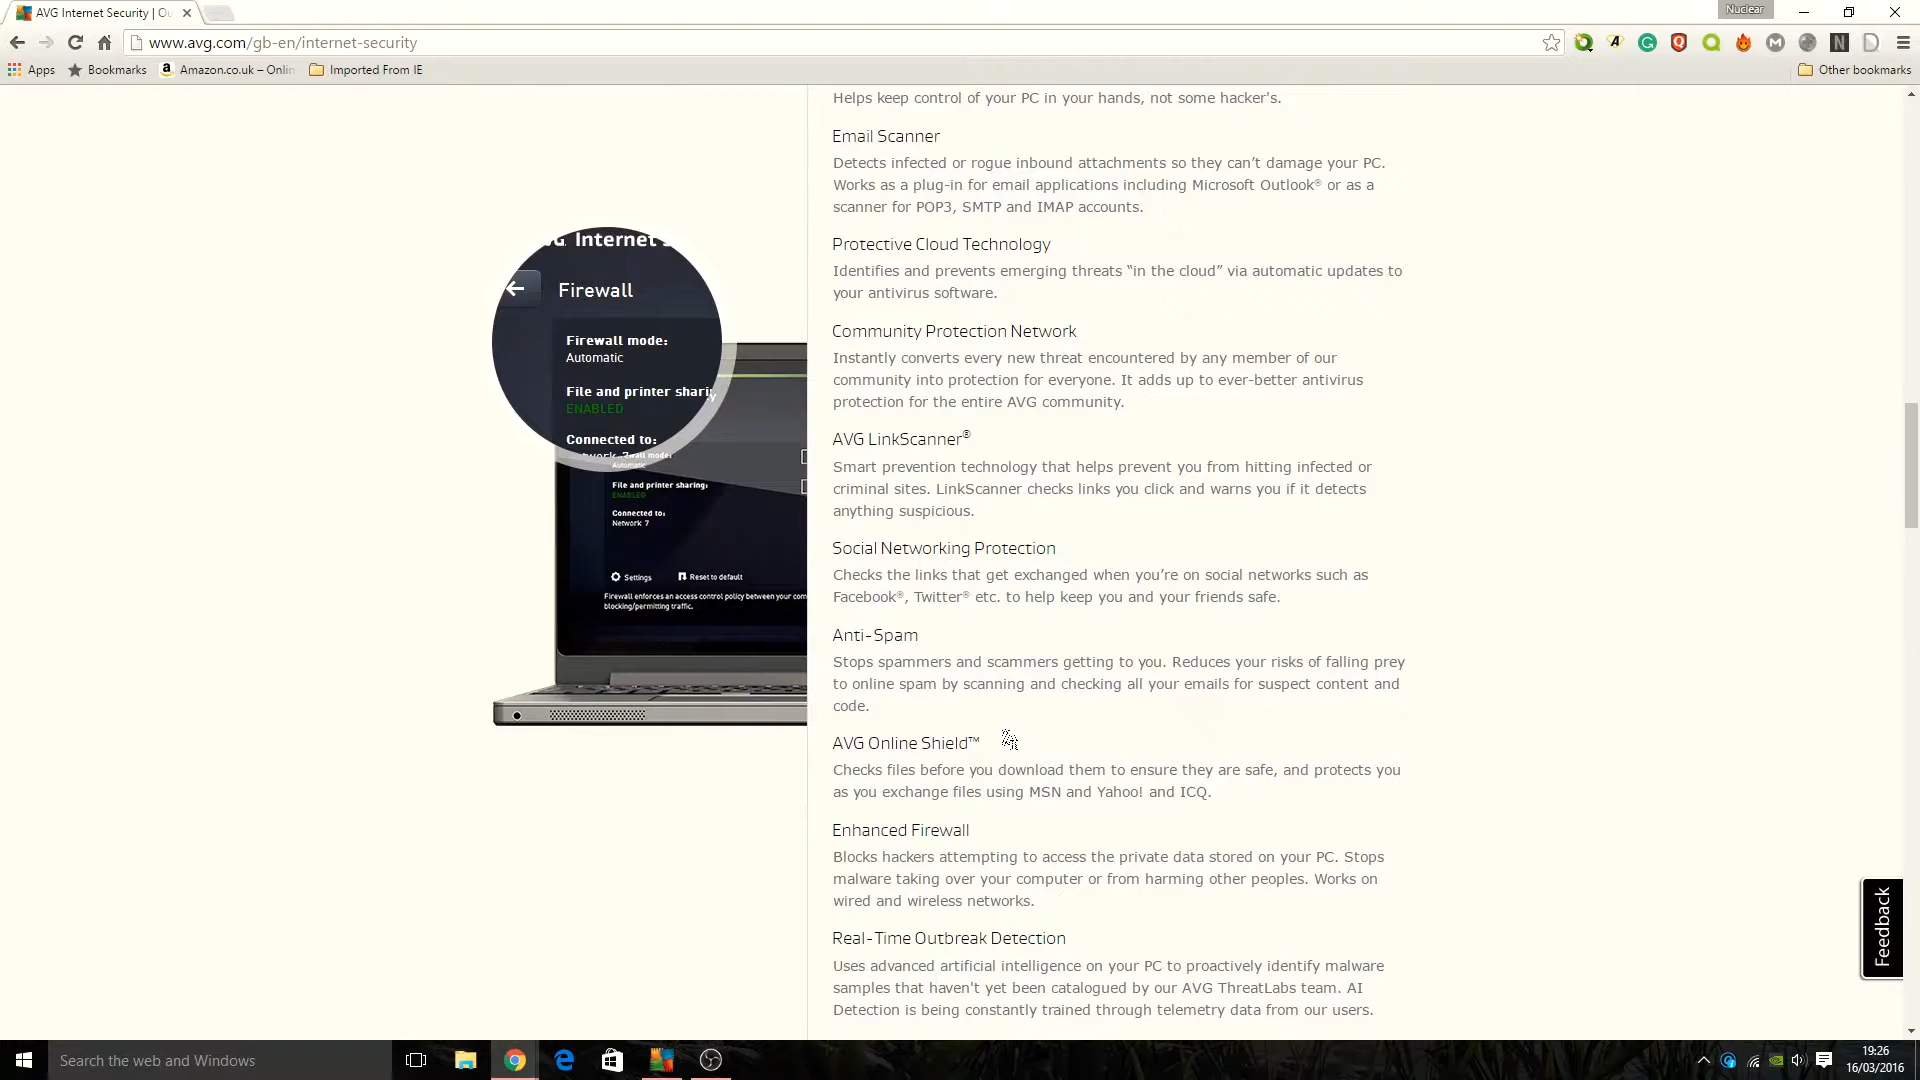 AVG Internet Security | Ou
Nuclear
www.avg.com/gb-en/internet-security
Apps
Bookmarks
Amazon.co.uk – Onlin
Imported From IE
Other bookmarks
Internet S
Firewall
Firewall mode:
Automatic
File and printer sharin
ENABLED
Connected to:
Automatic
File and printer sharing:
ENABLED
Connected to:
Network 7
Settings
Reset to default
Firewall enforces an access control policy between your com
blocking/permitting traffic.
Helps keep control of your PC in your hands, not some hacker's.
Email Scanner
Detects infected or rogue inbound attachments so they can’t damage your PC.
Works as a plug-in for email applications including Microsoft Outlook® or as a
scanner for POP3, SMTP and IMAP accounts.
Protective Cloud Technology
Identifies and prevents emerging threats “in the cloud” via automatic updates to
your antivirus software.
Community Protection Network
Instantly converts every new threat encountered by any member of our
community into protection for everyone. It adds up to ever-better antivirus
protection for the entire AVG community.
AVG LinkScanner®
Smart prevention technology that helps prevent you from hitting infected or
criminal sites. LinkScanner checks links you click and warns you if it detects
anything suspicious.
Social Networking Protection
Checks the links that get exchanged when you’re on social networks such as
Facebook®, Twitter® etc. to help keep you and your friends safe.
Anti-Spam
Stops spammers and scammers getting to you. Reduces your risks of falling prey
to online spam by scanning and checking all your emails for suspect content and
code.
AVG Online Shield™
Checks files before you download them to ensure they are safe, and protects you
as you exchange files using MSN and Yahoo! and ICQ.
Enhanced Firewall
Blocks hackers attempting to access the private data stored on your PC. Stops
malware taking over your computer or from harming other peoples. Works on
wired and wireless networks.
Real-Time Outbreak Detection
Uses advanced artificial intelligence on your PC to proactively identify malware
samples that haven't yet been catalogued by our AVG ThreatLabs team. AI
Detection is being constantly trained through telemetry data from our users.
Feedback
Search the web and Windows
19:26
16/03/2016